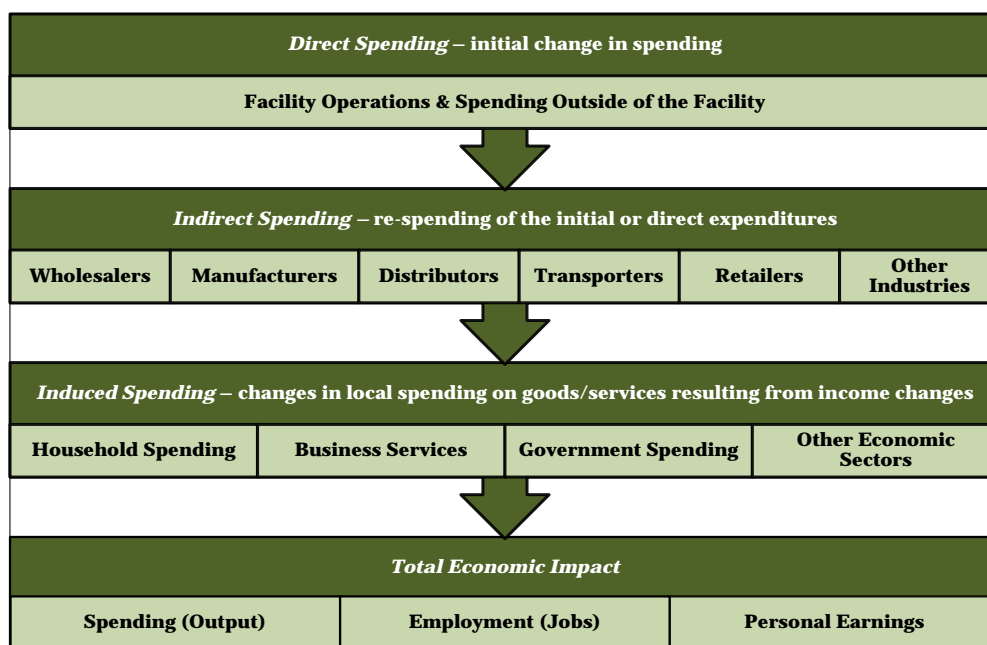 Direct Spending – initial change in spending
Facility Operations & Spending Outside of the Facility
Indirect Spending – re-spending of the initial or direct expenditures
Wholesalers
Manufacturers
Distributors
Transporters
Retailers
Other
Industries
Induced Spending – changes in local spending on goods/services resulting from income changes
Household Spending
Business Services
Government Spending
Other Economic
Sectors
Total Economic Impact
Spending (Output)
Employment (Jobs)
Personal Earnings